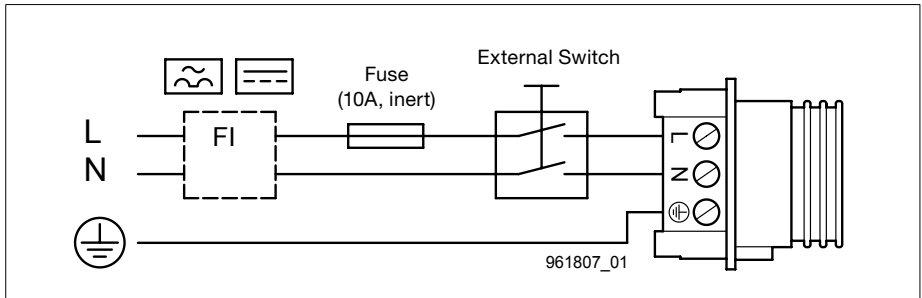 External Switch
Fuse
(10A, inert)
L
FI
L
N
N
961807_01